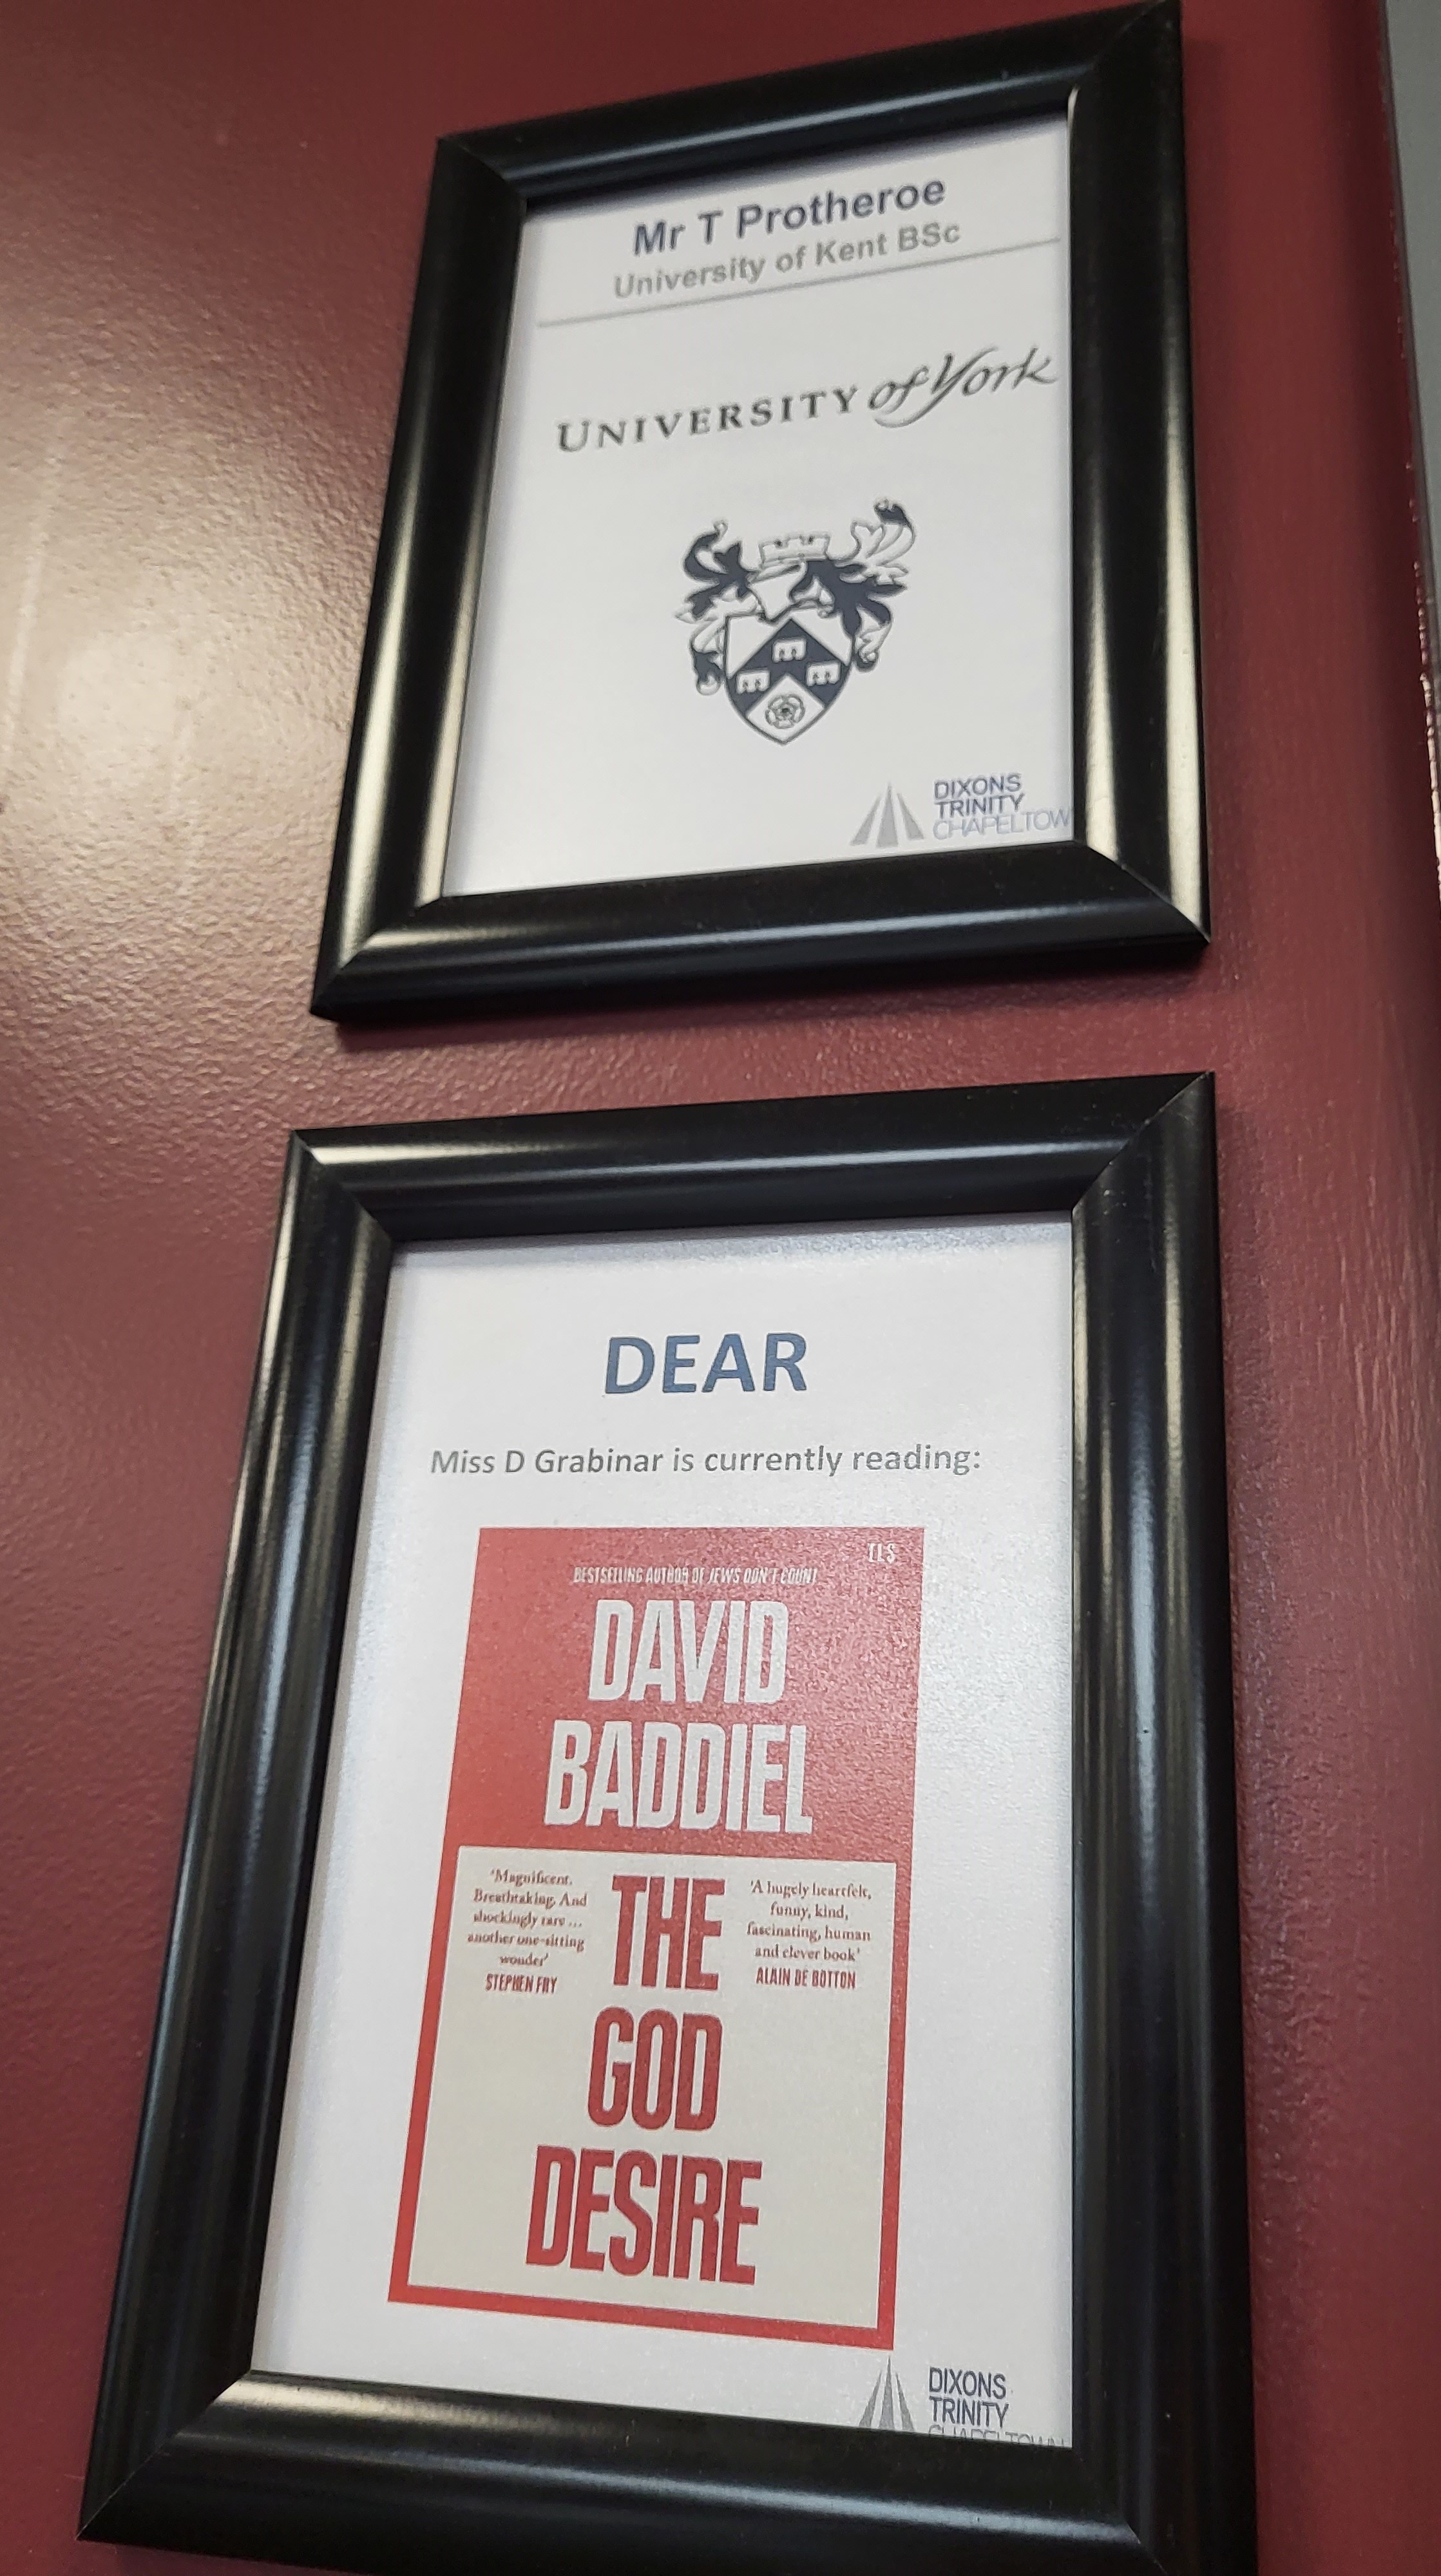 Mr T Protheroe
University of Kent BSc
UNIVERSITY of York
DIXONS
TRINITY
CHAPELTOW
DEAR
Miss D Grabinar is currently reading:
TLS
BESTSELLING AUTHOR OF JEWS DON'T COUNT
DAVID
BADDIEL
'Magnificent.
Breathtaking. And
shockingly rare ...
another one-sitting
wonder'
STEPHEN FRY
THE
GOD
DESIRE
'A hugely heartfelt,
funny, kind,
fascinating, human
and clever book'
ALAIN DE BOTTON
DIXONS
TRINITY
CHAPELTOWN